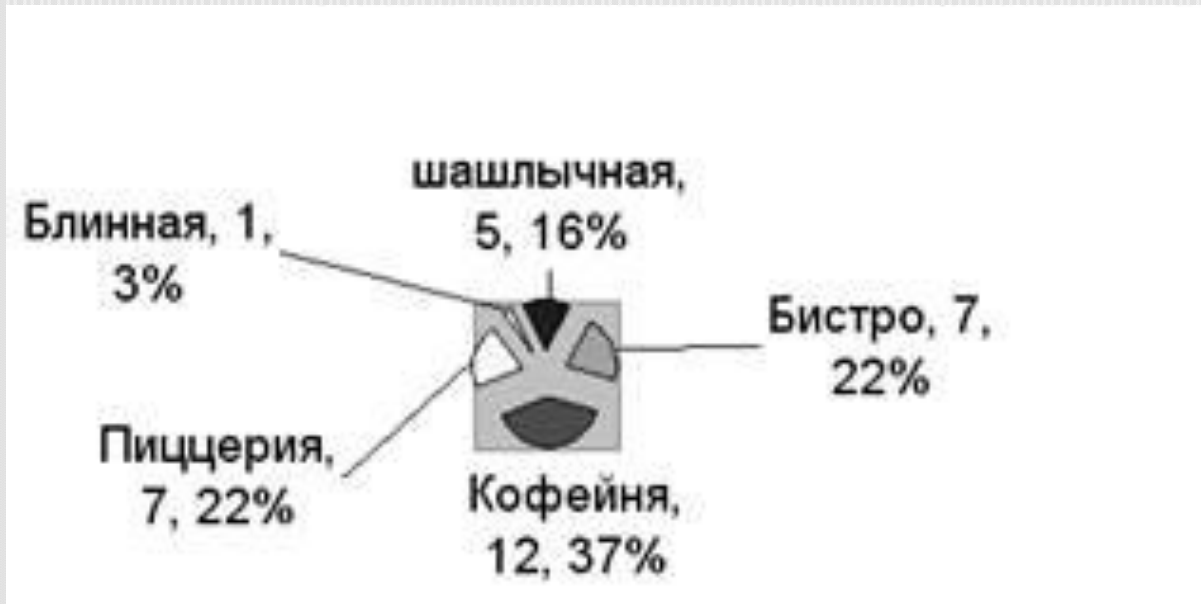 шашлычная,
5, 16%
Блинная, 1,
3%
Бистро, 7,
22%
Пиццерия,
7, 22%
Кофейня,
12, 37%